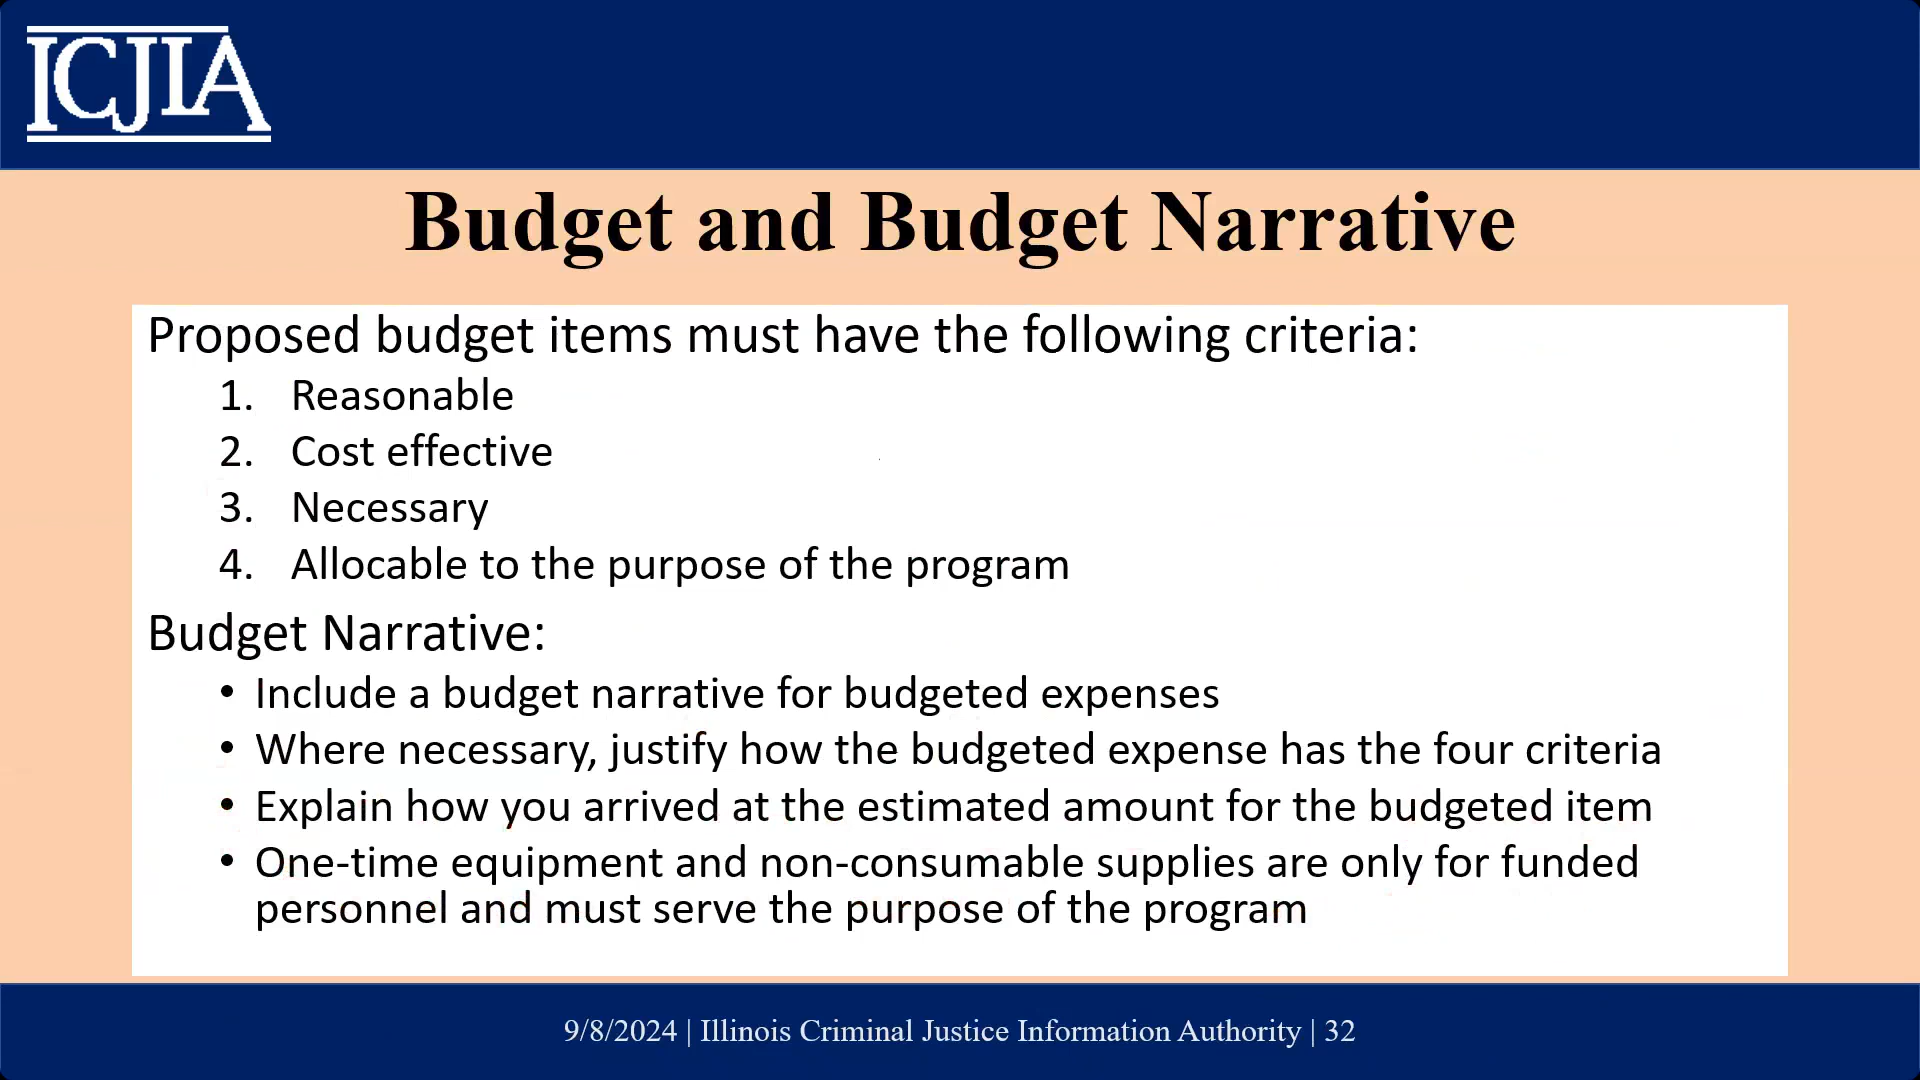 ICJIA
Budget and Budget Narrative
Proposed budget items must have the following criteria:
1. Reasonable
2. Cost effective
3. Necessary
4. Allocable to the purpose of the program
Budget Narrative:
• Include a budget narrative for budgeted expenses
• Where necessary, justify how the budgeted expense has the four criteria
• Explain how you arrived at the estimated amount for the budgeted item
• One-time equipment and non-consumable supplies are only for funded
personnel and must serve the purpose of the program
9/8/2024 | Illinois Criminal Justice Information Authority | 32